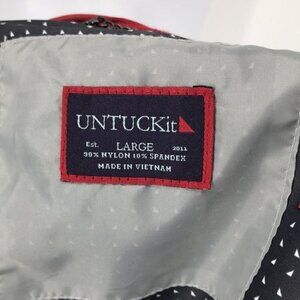 UNTUCKit
Est. LARGE 2011
90% NYLON 10% SPANDEX
MADE IN VIETNAM